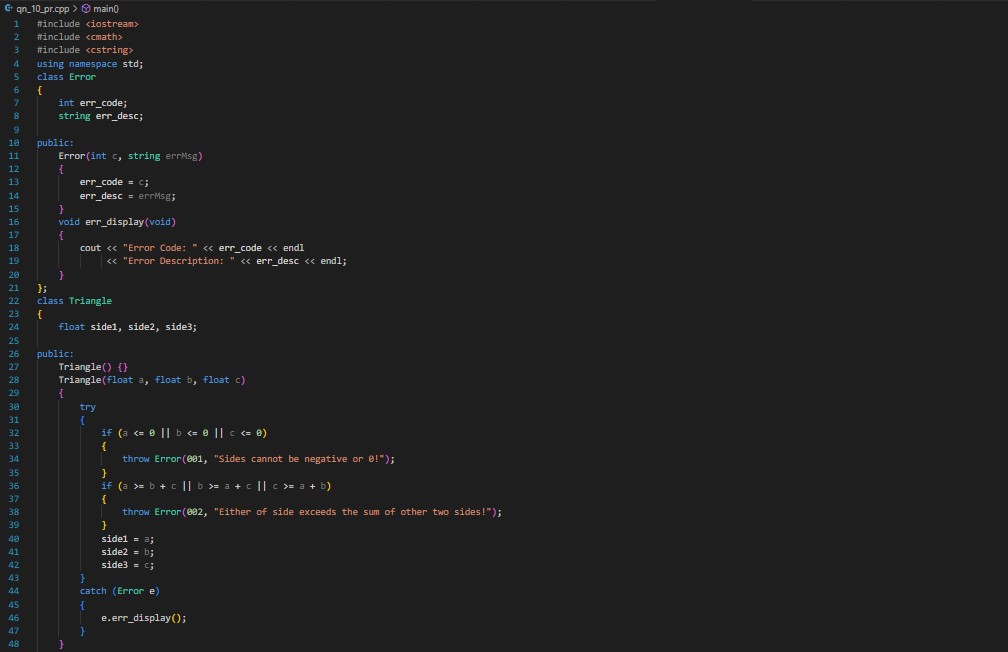 qn_10_pr.cpp > main()
1 #include <iostream>
2 #include <cmath>
3 #include <cstring>
4 using namespace std;
5 class Error
6 {
7     int err_code;
8     string err_desc;
9
10 public:
11     Error(int c, string errMsg)
12     {
13         err_code = c;
14         err_desc = errMsg;
15     }
16     void err_display(void)
17     {
18         cout << "Error Code: " << err_code << endl
19              << "Error Description: " << err_desc << endl;
20     }
21 };
22 class Triangle
23 {
24     float side1, side2, side3;
25
26 public:
27     Triangle() {}
28     Triangle(float a, float b, float c)
29     {
30         try
31         {
32             if (a <= 0 || b <= 0 || c <= 0)
33             {
34                 throw Error(001, "Sides cannot be negative or 0!");
35             }
36             if (a >= b + c || b >= a + c || c >= a + b)
37             {
38                 throw Error(002, "Either of side exceeds the sum of other two sides!");
39             }
40             side1 = a;
41             side2 = b;
42             side3 = c;
43         }
44         catch (Error e)
45         {
46             e.err_display();
47         }
48     }